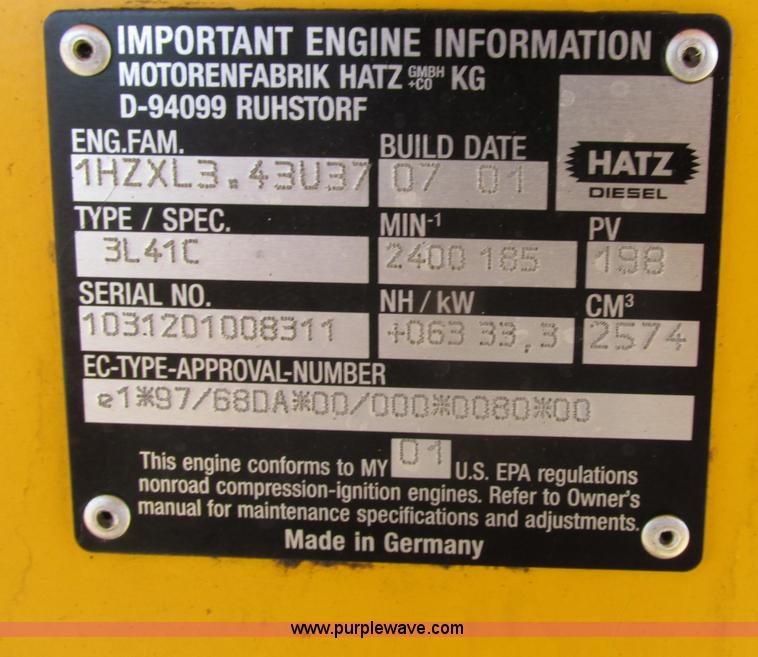 IMPORTANT ENGINE INFORMATION
MOTORENFABRIK HATZ GMBH +CO KG
D-94099 RUHSTORF
HATZ
DIESEL
ENG.FAM. BUILD DATE
1HZXL3.43U37 07 01
TYPE / SPEC. MIN-1 PV
3L41C 2400 185 198
SERIAL NO. NH / kW CM3
1031201008311 +063 33,3 2574
EC-TYPE-APPROVAL-NUMBER
e1*97/68DA*00/000*0080*00
This engine conforms to MY 01 U.S. EPA regulations
nonroad compression-ignition engines. Refer to Owner's
manual for maintenance specifications and adjustments.
Made in Germany
www.purplewave.com